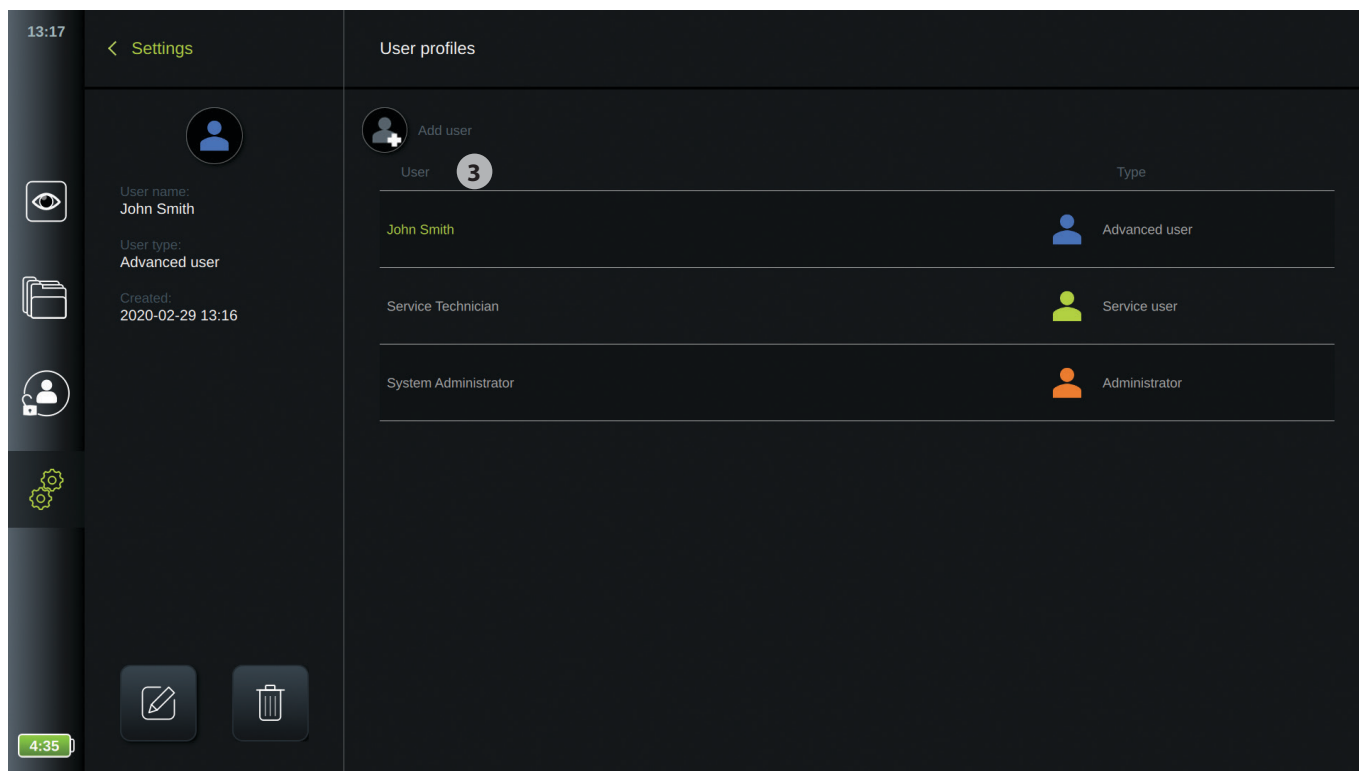 13:17
Settings
User profiles
Add user
User
3
Type
User name:
John Smith
User type:
Advanced user
Created:
2020-02-29 13:16
John Smith
Advanced user
Service Technician
Service user
System Administrator
Administrator
4:35